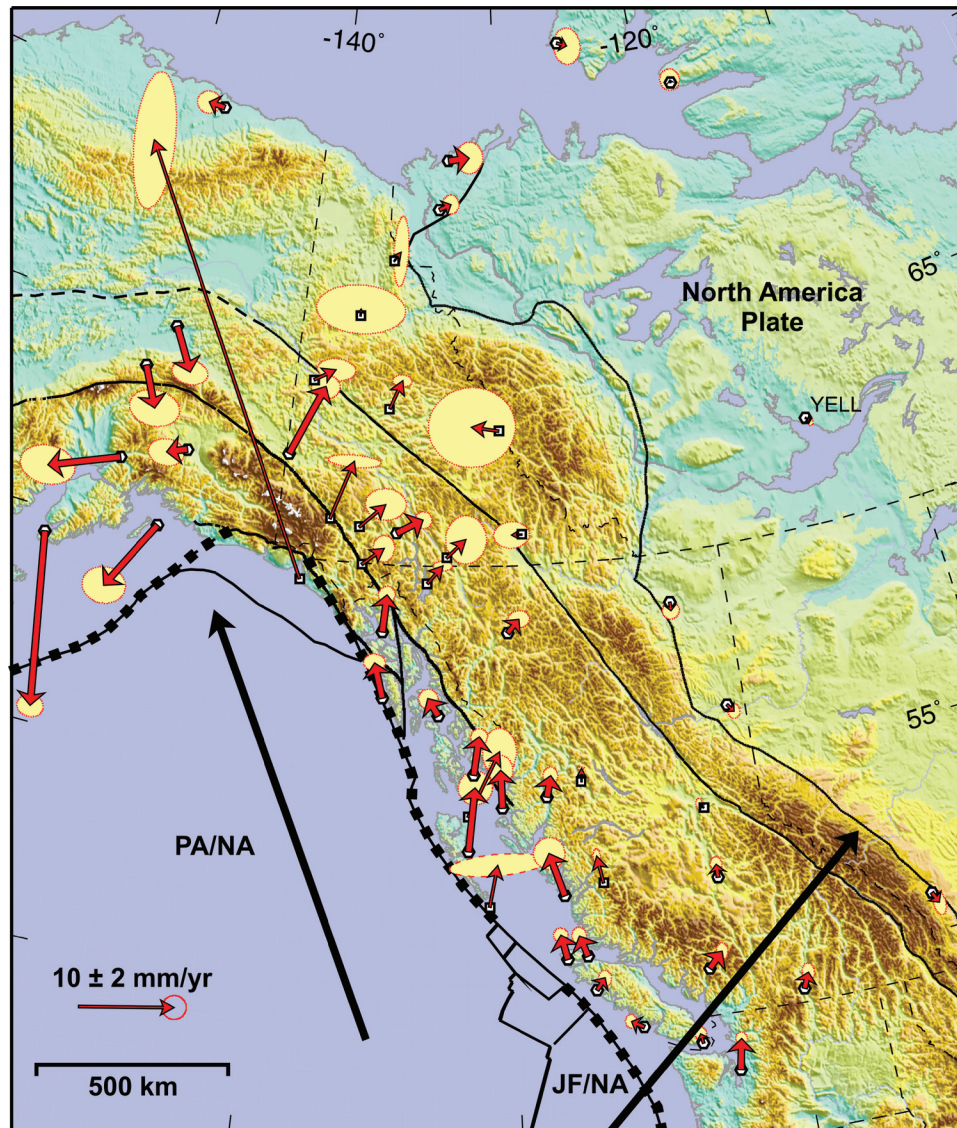 -140°
-120°
65°
North America
Plate
YELL
55°
PA/NA
10 ± 2 mm/yr
500 km
JF/NA